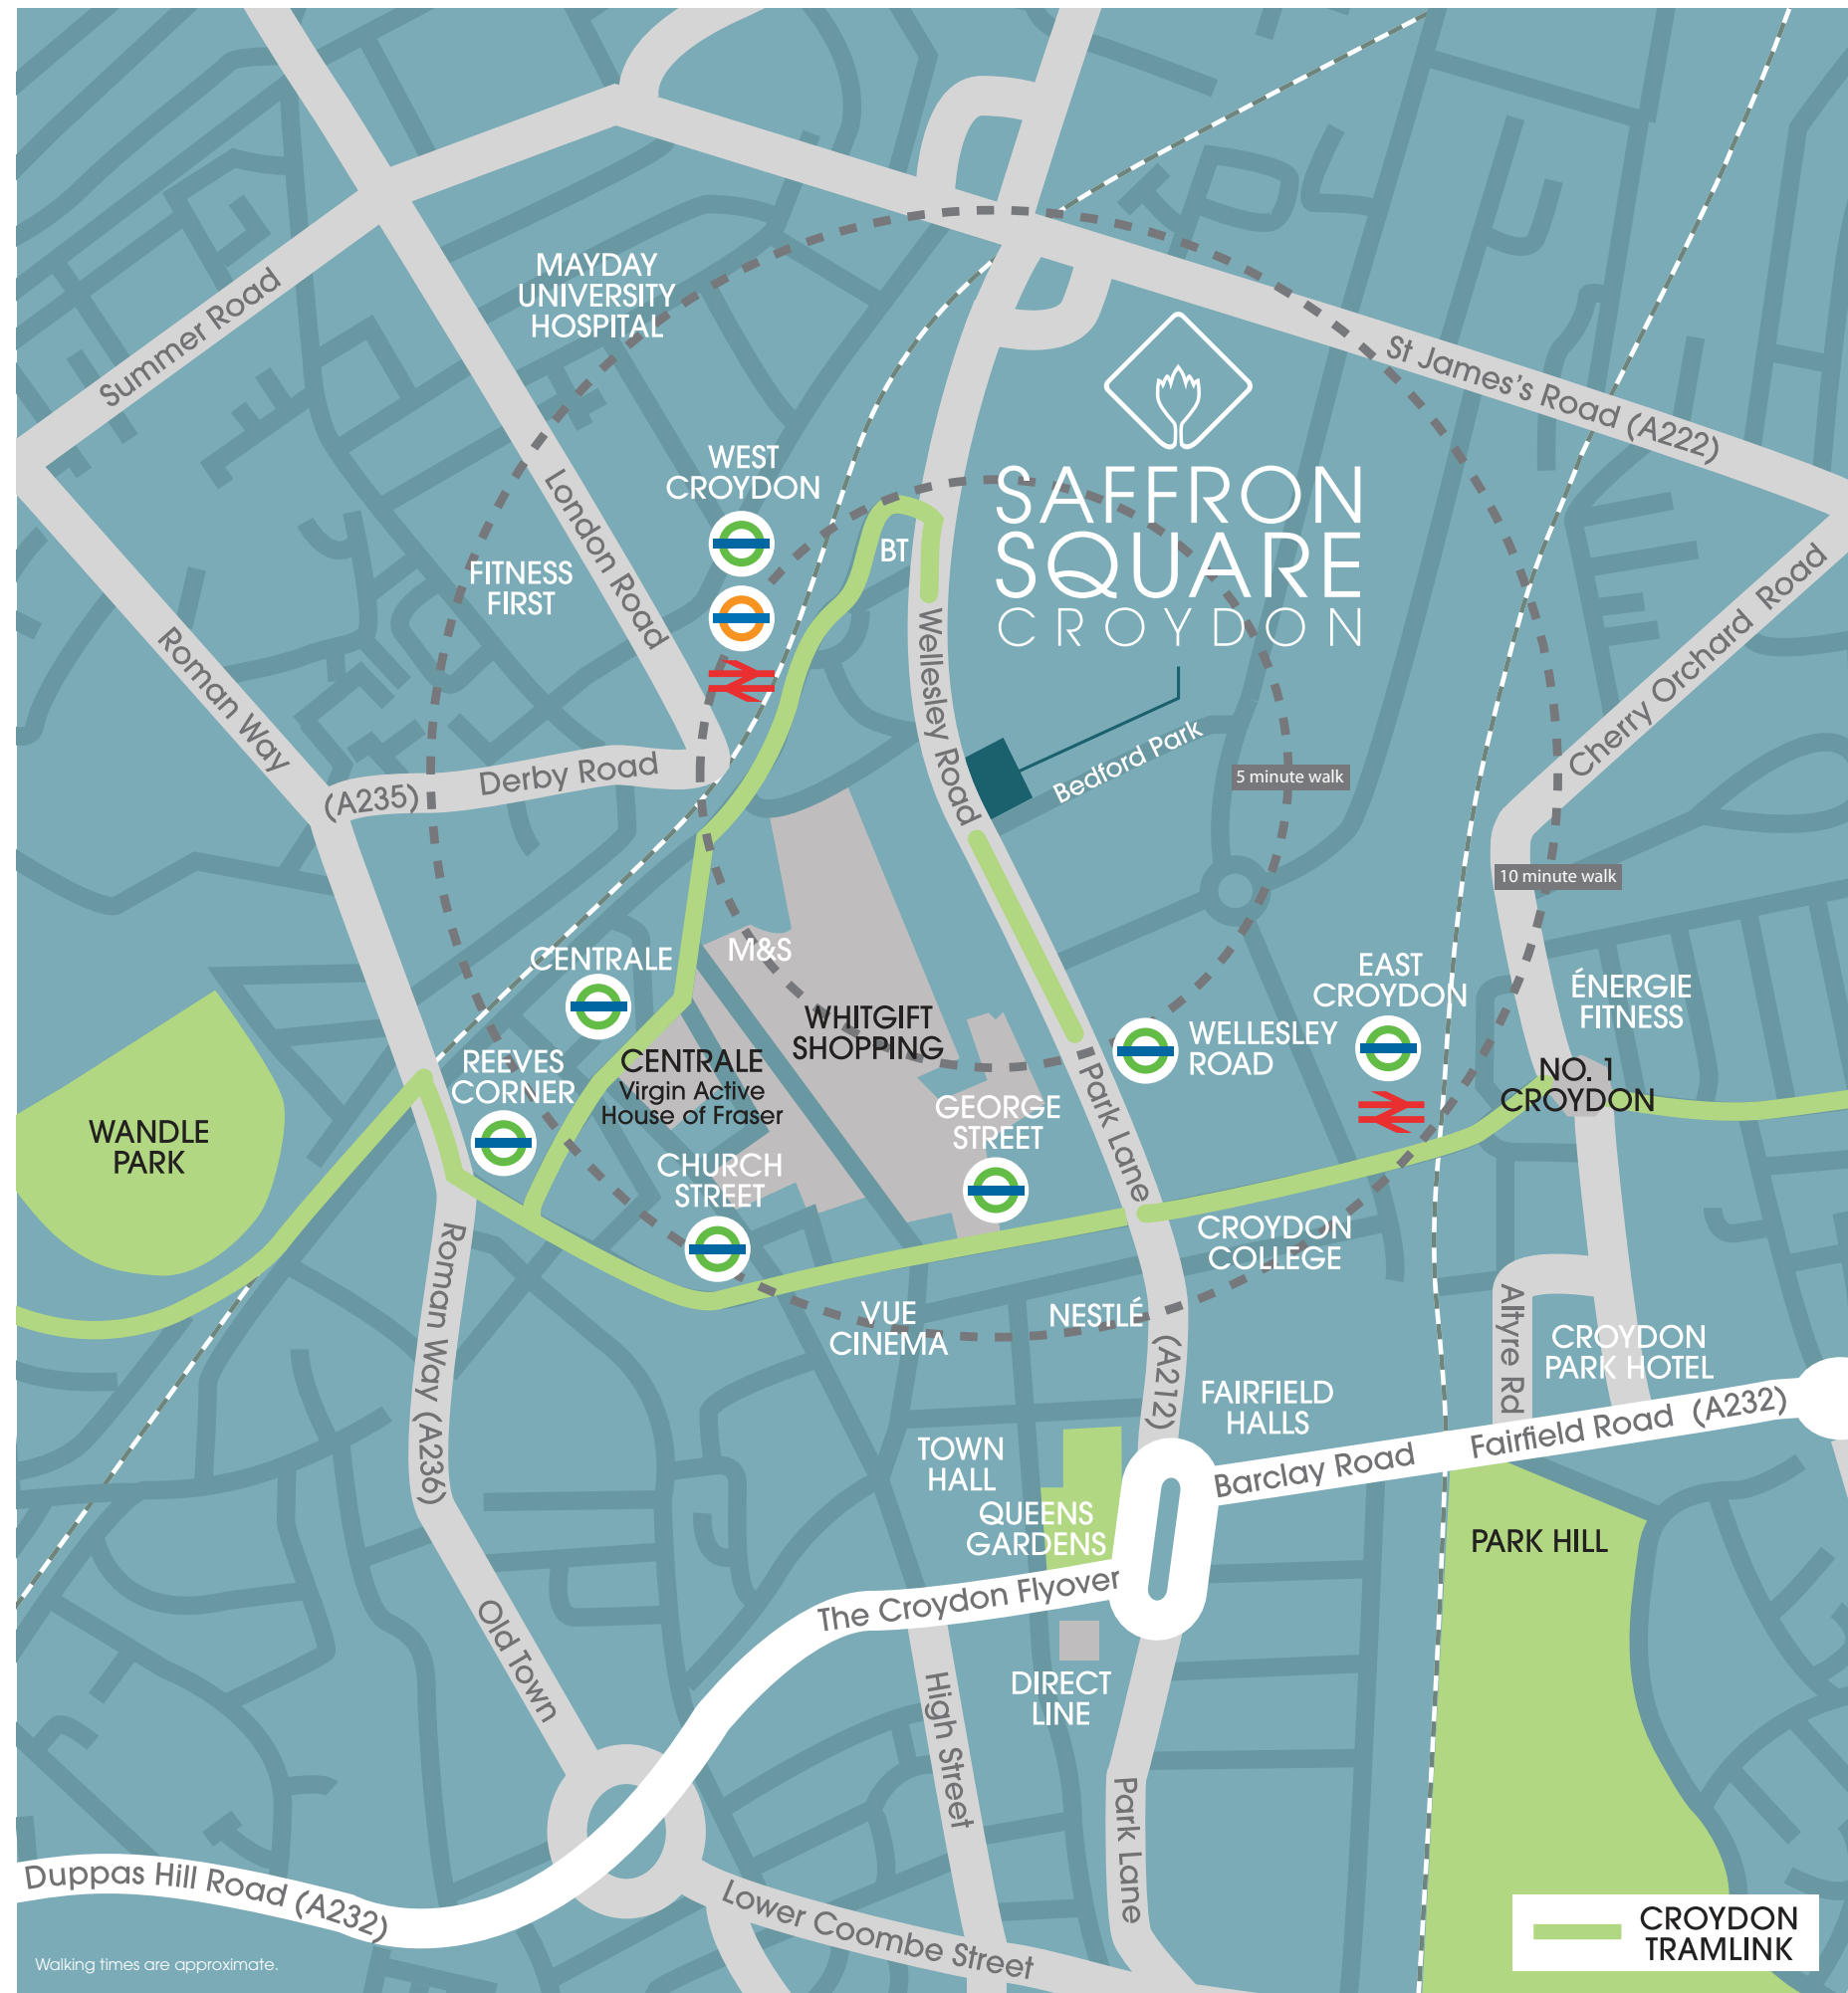 MAYDAY
UNIVERSITY
HOSPITAL
Summer Road
St James's Road (A222)
WEST
CROYDON
London Road
SAFFRON
SQUARE
CROYDON
BT
FITNESS
FIRST
Roman Way
Wellesley Road
Cherry Orchard Road
Derby Road
(A235)
Bedford Park
5 minute walk
10 minute walk
M&S
CENTRALE
EAST
CROYDON
ÉNERGIE
FITNESS
WHITGIFT
SHOPPING
WELLESLEY
ROAD
REEVES
CORNER
CENTRALE
Virgin Active
House of Fraser
NO. 1
CROYDON
Park Lane
GEORGE
STREET
WANDLE
PARK
CHURCH
STREET
CROYDON
COLLEGE
Roman Way (A236)
VUE
CINEMA
NESTLÉ
Altyre Rd
CROYDON
PARK HOTEL
(A212)
FAIRFIELD
HALLS
TOWN
HALL
Barclay Road
Fairfield Road (A232)
QUEENS
GARDENS
PARK HILL
The Croydon Flyover
Old Town
DIRECT
LINE
High Street
Park Lane
Duppas Hill Road (A232)
Lower Coombe Street
CROYDON
TRAMLINK
Walking times are approximate.